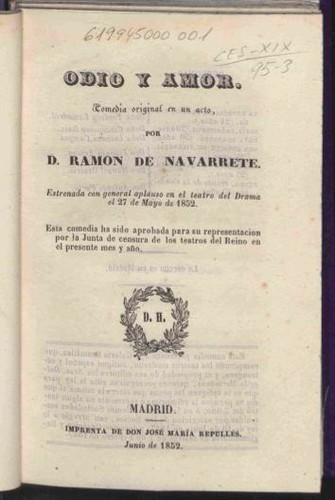 619945000 001
CES-XIX
95-3
ODIO Y AMOR.
Comedia original en un acto,
POR
D. RAMON DE NAVARRETE.
Estrenada con general aplauso en el teatro del Drama
el 27 de Mayo de 1852.
Esta comedia ha sido aprobada para su representacion
por la Junta de censura de los teatros del Reino en
el presente mes y año.
D. H.
MADRID.
IMPRENTA DE DON JOSÉ MARÍA REPULLÉS.
Junio de 1852.